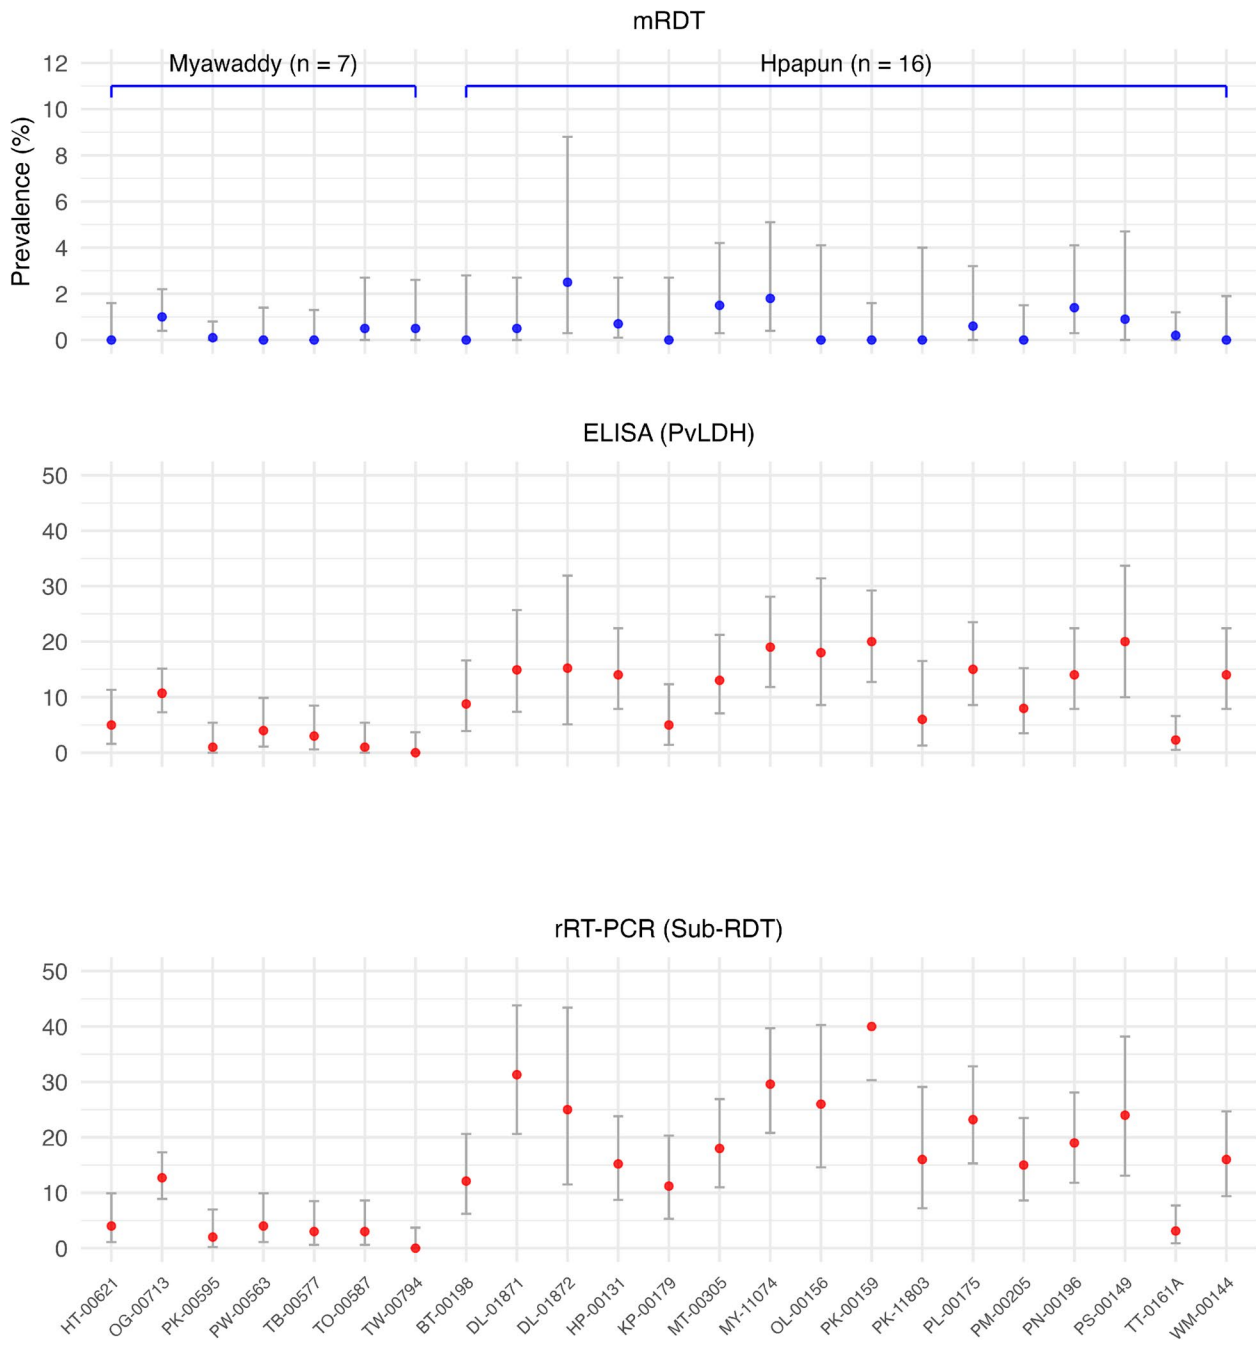 mRDT
Myawaddy (n = 7)
Hpapun (n = 16)
Prevalence (%)
12
10
8
6
4
2
0
ELISA (PvLDH)
50
40
30
20
10
0
rRT-PCR (Sub-RDT)
50
40
30
20
10
0
HT-00621
OG-00713
PK-00595
PW-00563
TB-00577
TO-00587
TW-00794
BT-00198
DL-01871
DL-01872
HP-00131
KP-00179
MT-00305
MY-11074
OL-00156
PK-00159
PK-11803
PL-00175
PM-00205
PN-00196
PS-00149
TT-0161A
WM-00144